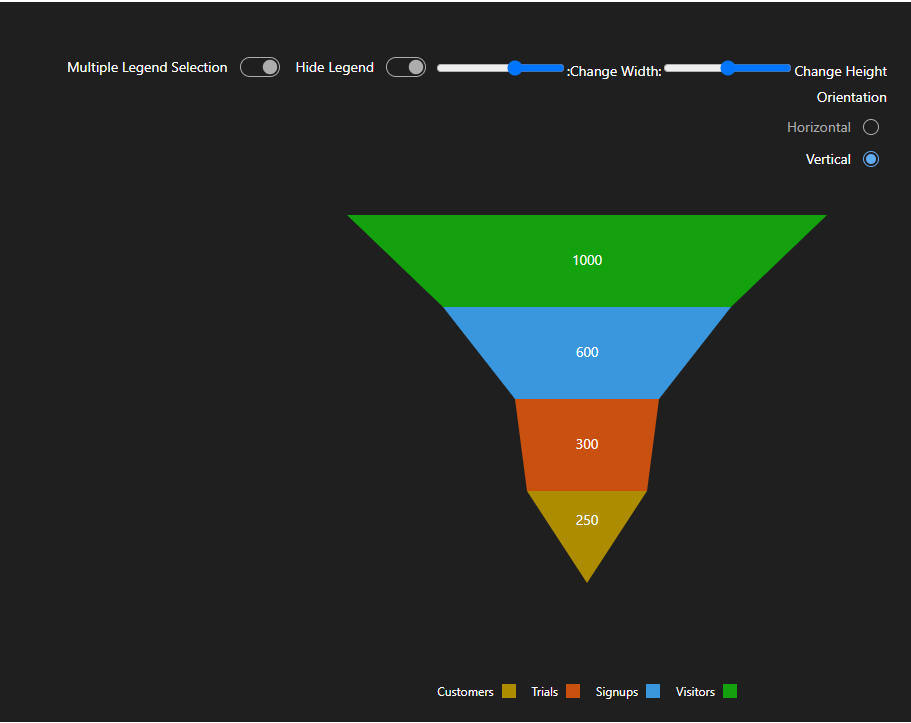 Multiple Legend Selection Hide Legend :Change Width: Change Height
Orientation
Horizontal
Vertical
1000
600
300
250
Customers Trials Signups Visitors